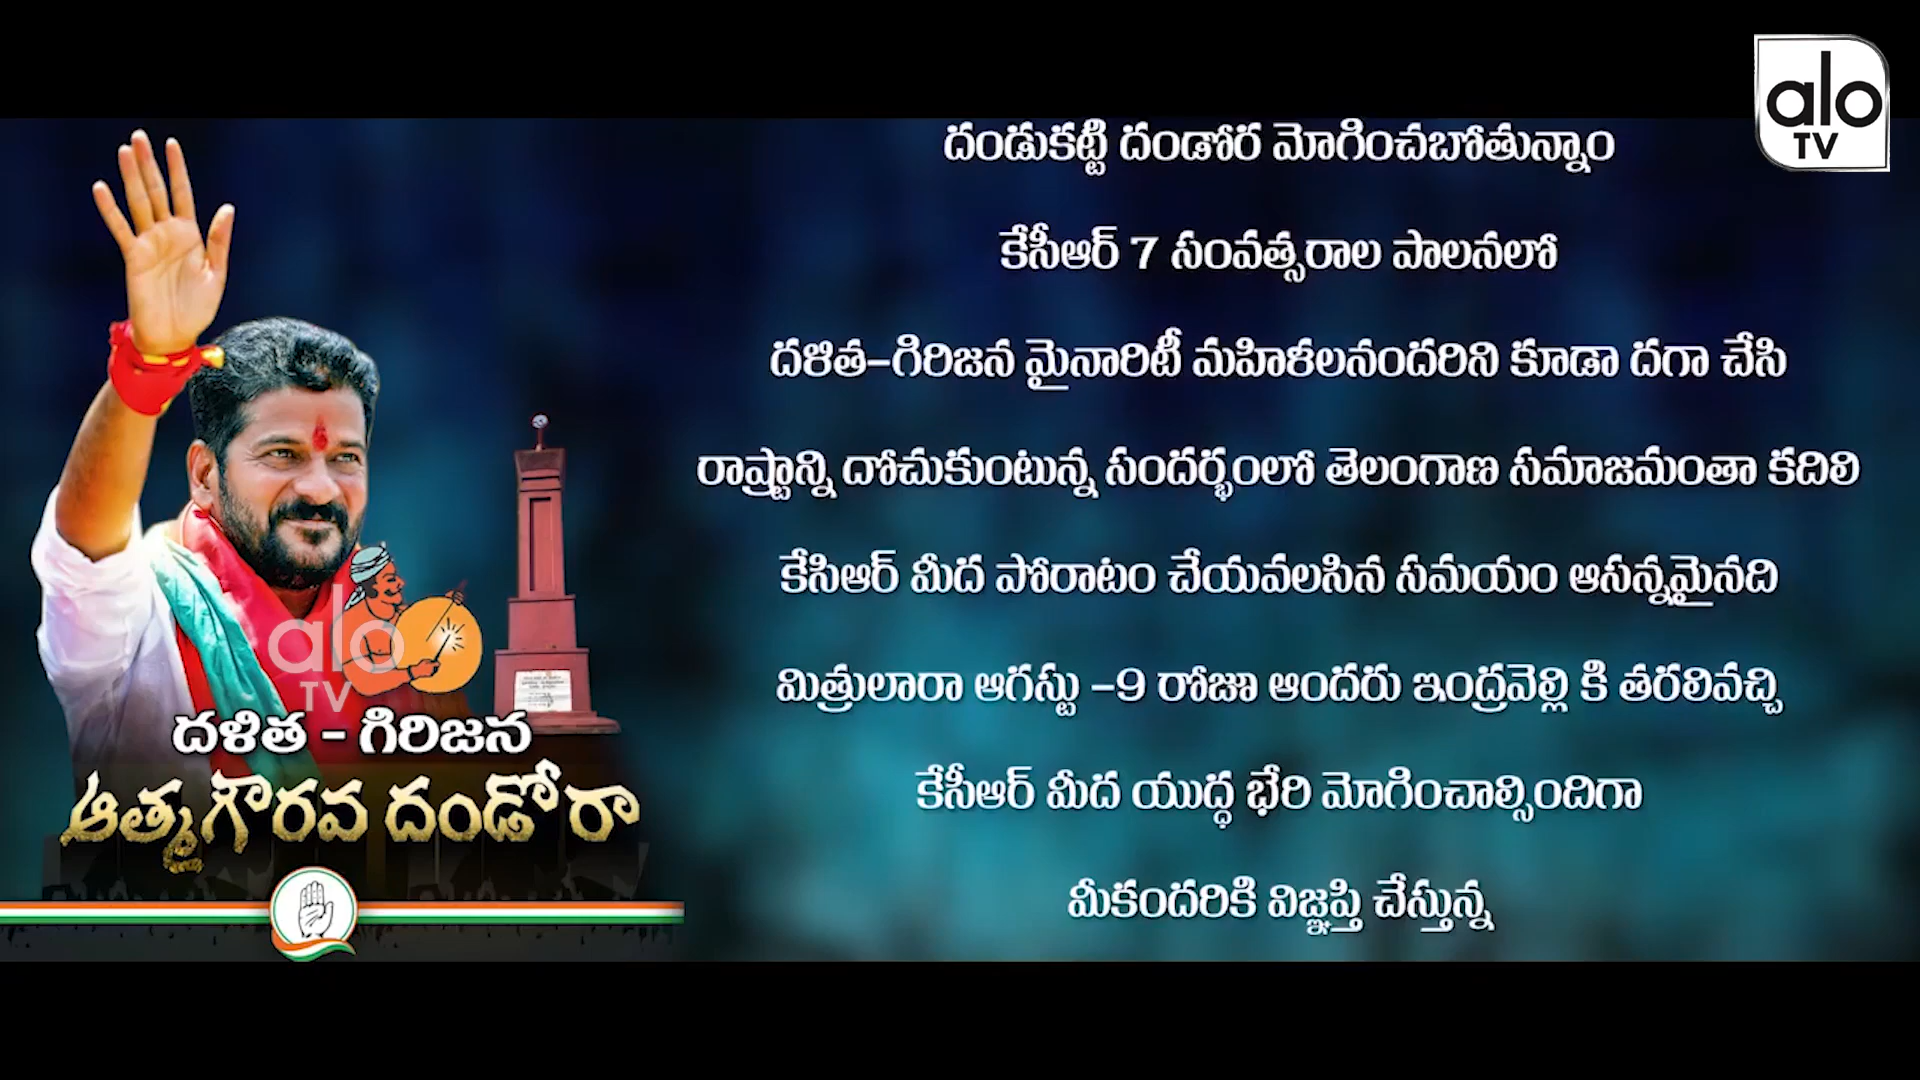 alo
TV
దండుకట్టి దండోర మోగించబోతున్నాం
కేసీఆర్ 7 సంవత్సరాల పాలనలో
దళిత-గిరిజన మైనారిటీ మహిళలనందరిని కూడా దగా చేసి
రాష్ట్రాన్ని దోచుకుంటున్న సందర్భంలో తెలంగాణ సమాజమంతా కదిలి
కేసిఆర్ మీద పోరాటం చేయవలసిన సమయం ఆసన్నమైనది
మిత్రులారా ఆగస్టు -9 రోజూ ఆందరు ఇంద్రవెల్లి కి తరలివచ్చి
కేసీఆర్ మీద యుద్ధ భేరి మోగించాల్సిందిగా
మీకందరికి విజ్ఞప్తి చేస్తున్న
alo
TV
దళిత - గిరిజన
ఆత్మగౌరవ దండోరా